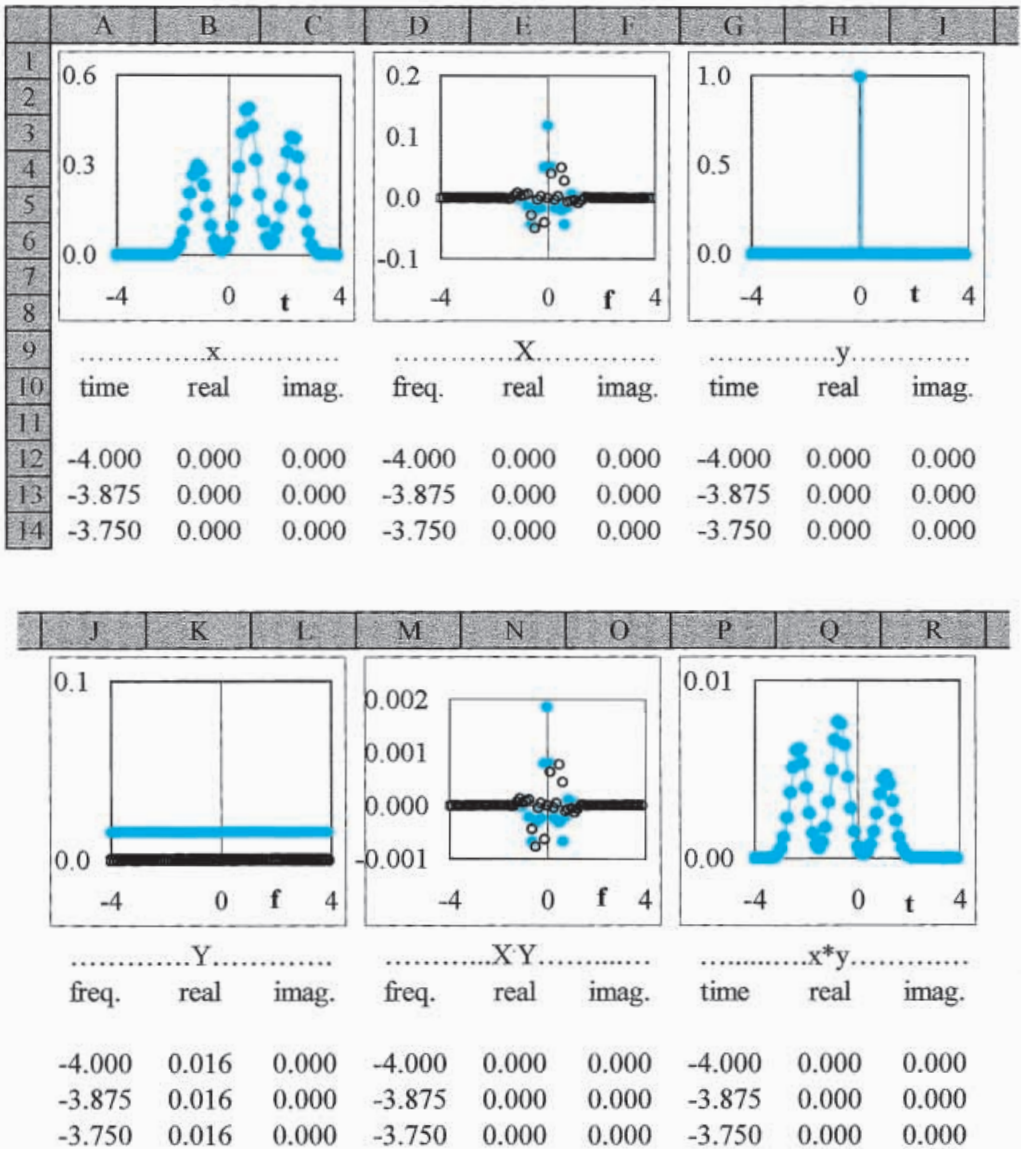 A B C D E F G H I
1
2
3
4
5
6
7
8
9
10
11
12
13
14
0.6
0.3
0.0
-4 0 t 4
0.2
0.1
0.0
-0.1
-4 0 f 4
1.0
0.5
0.0
-4 0 t 4
.............x............ .............X............ .............y............
time real imag. freq. real imag. time real imag.
-4.000 0.000 0.000 -4.000 0.000 0.000 -4.000 0.000 0.000
-3.875 0.000 0.000 -3.875 0.000 0.000 -3.875 0.000 0.000
-3.750 0.000 0.000 -3.750 0.000 0.000 -3.750 0.000 0.000
J K L M N O P Q R
0.1
0.0
-4 0 f 4
0.002
0.001
0.000
-0.001
-4 0 f 4
0.01
0.00
-4 0 t 4
.............Y............ ............X·Y............ ............x*y............
freq. real imag. freq. real imag. time real imag.
-4.000 0.016 0.000 -4.000 0.000 0.000 -4.000 0.000 0.000
-3.875 0.016 0.000 -3.875 0.000 0.000 -3.875 0.000 0.000
-3.750 0.016 0.000 -3.750 0.000 0.000 -3.750 0.000 0.000